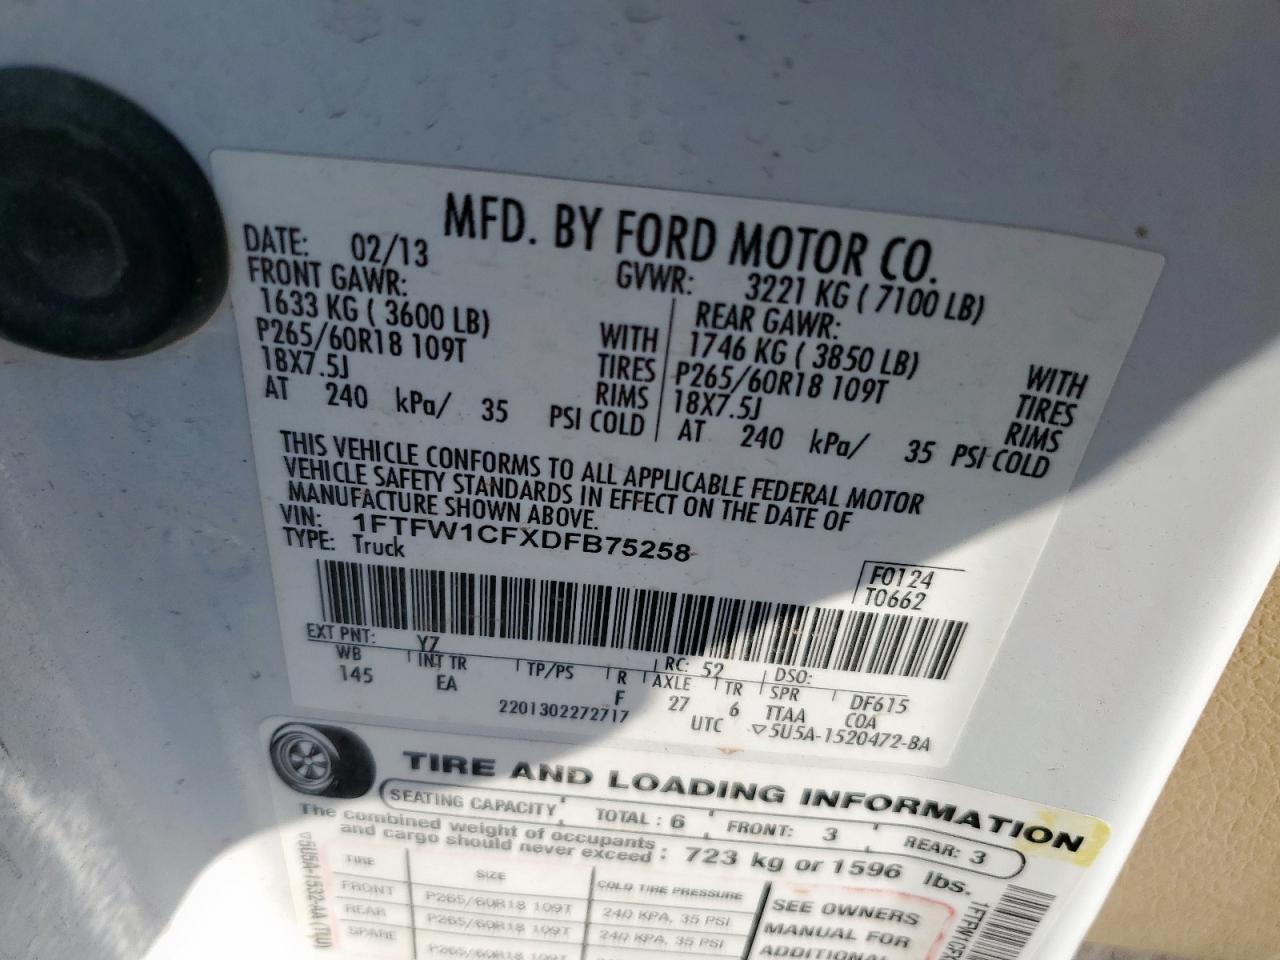 MFD. BY FORD MOTOR CO.
DATE: 02/13 GVWR: 3221 KG ( 7100 LB)
FRONT GAWR: REAR GAWR:
1633 KG ( 3600 LB) WITH 1746 KG ( 3850 LB) WITH
P265/60R18 109T TIRES P265/60R18 109T TIRES
18X7.5J RIMS 18X7.5J RIMS
AT 240 kPa/ 35 PSI COLD AT 240 kPa/ 35 PSI COLD
THIS VEHICLE CONFORMS TO ALL APPLICABLE FEDERAL MOTOR
VEHICLE SAFETY STANDARDS IN EFFECT ON THE DATE OF
MANUFACTURE SHOWN ABOVE.
VIN: 1FTFW1CFXDFB75258
TYPE: Truck
F0124
T0662
EXT PNT: YZ RC: 52 DSO:
WB INT TR TP/PS R AXLE TR SPR DF615
145 EA F 27 6 TTAA COA
2201302272717 UTC ▽5U5A-1520472-BA
TIRE AND LOADING INFORMATION
SEATING CAPACITY TOTAL : 6 FRONT: 3 REAR: 3
The combined weight of occupants
and cargo should never exceed : 723 kg or 1596 lbs.
TIRE SIZE COLD TIRE PRESSURE
FRONT P265/60R18 109T 240 KPA, 35 PSI
REAR P265/60R18 109T 240 KPA, 35 PSI
SPARE P265/60R18 109T
SEE OWNERS
MANUAL FOR
ADDITIONAL